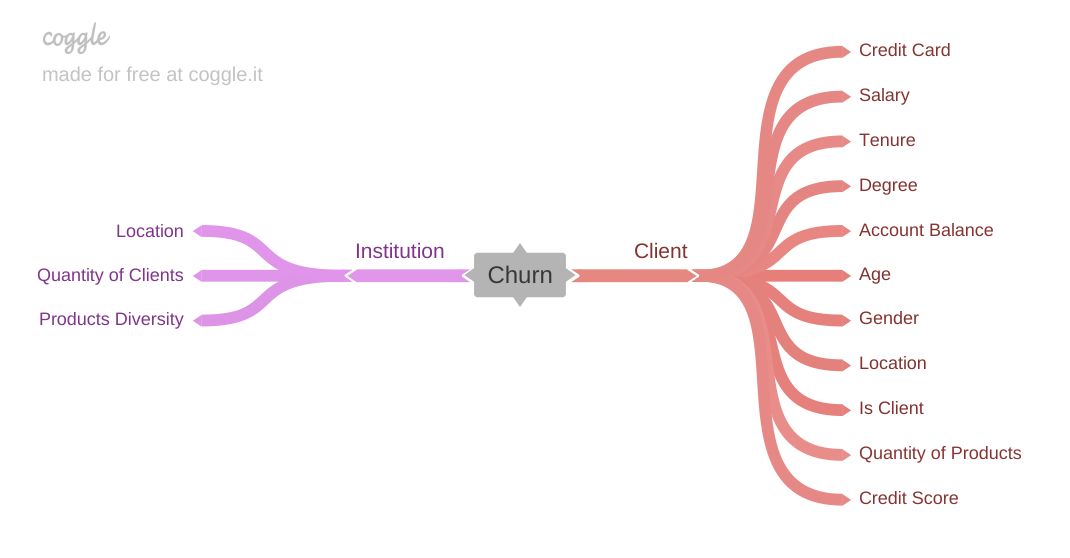 coggle
made for free at coggle.it
Location
Quantity of Clients
Products Diversity
Institution
Churn
Client
Credit Card
Salary
Tenure
Degree
Account Balance
Age
Gender
Location
Is Client
Quantity of Products
Credit Score